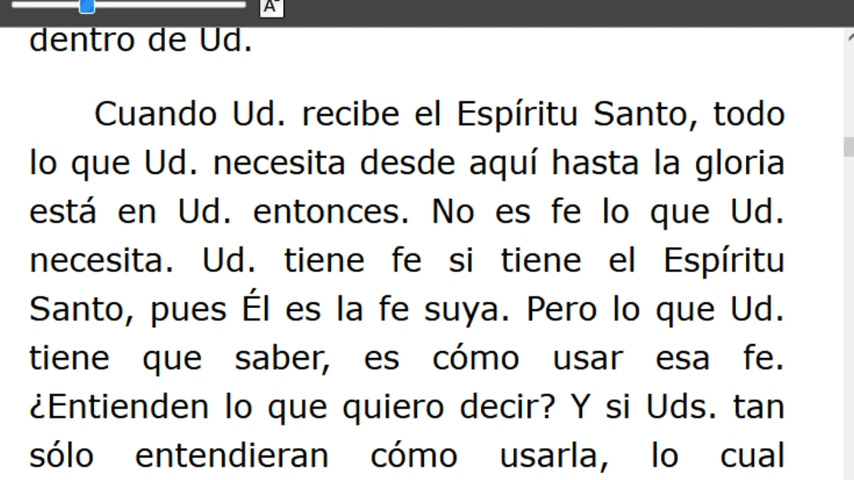 A
dentro de Ud.
Cuando Ud. recibe el Espíritu Santo, todo
lo que Ud. necesita desde aquí hasta la gloria
está en Ud. entonces. No es fe lo que Ud.
necesita. Ud. tiene fe si tiene el Espíritu
Santo, pues Él es la fe suya. Pero lo que Ud.
tiene que saber, es cómo usar esa fe.
¿Entienden lo que quiero decir? Y si Uds. tan
sólo entendieran cómo usarla, lo cual